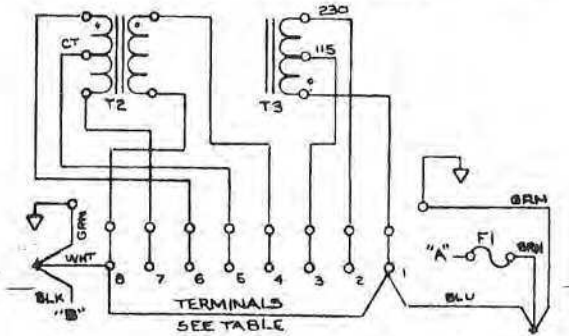 230
CT
115
T2
T3
GRN
GRN
WHT
8 7 6 5 4 3 2 1
"A"
F1
BRN
BLK
"B"
TERMINALS
BLU
SEE TABLE